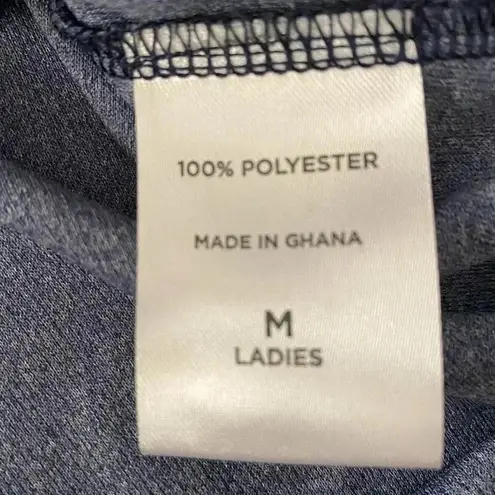 100% POLYESTER
MADE IN GHANA
M
LADIES